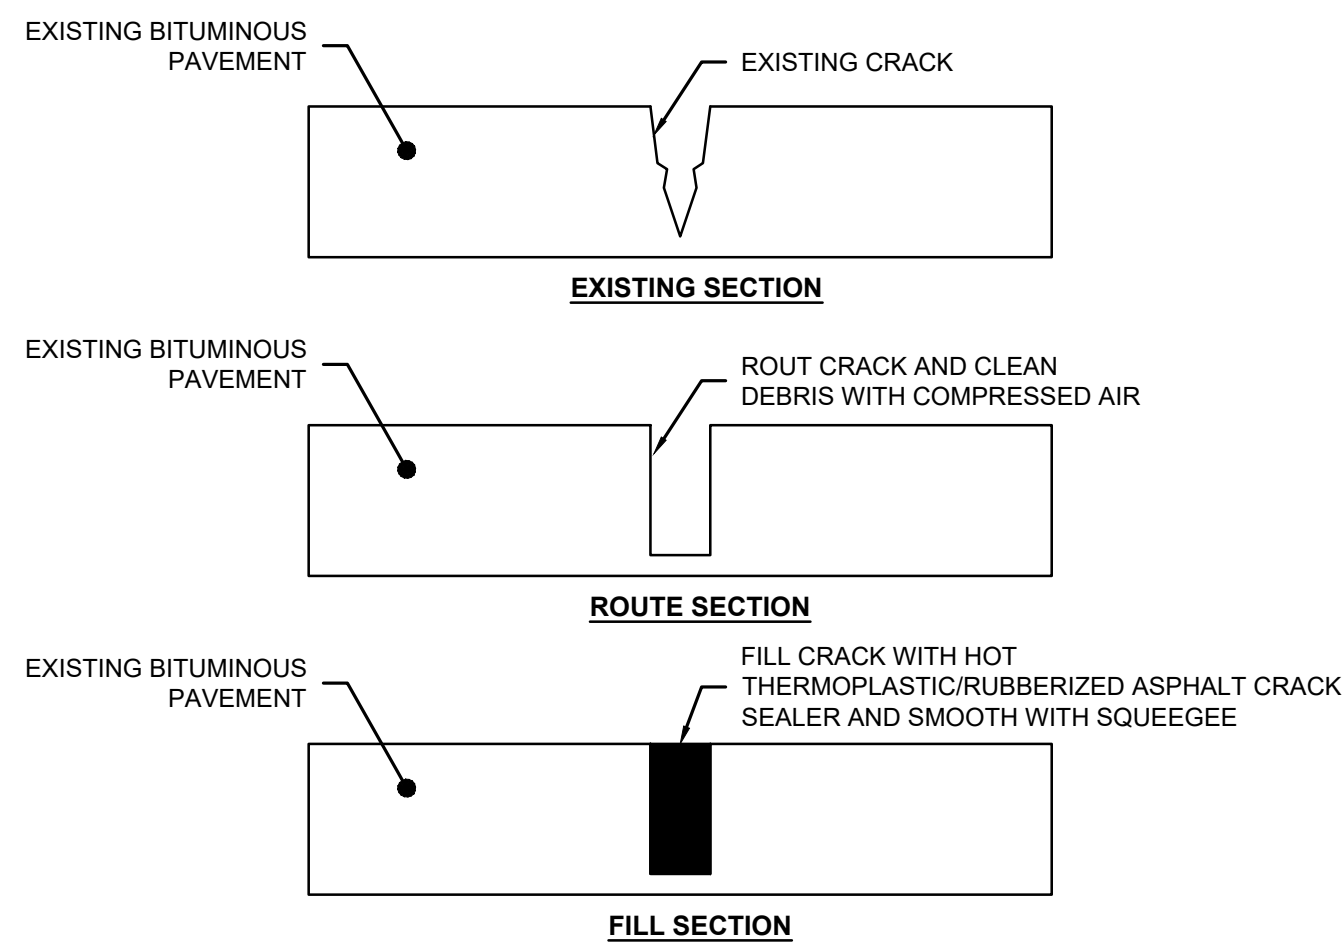 EXISTING BITUMINOUS
PAVEMENT
EXISTING CRACK
EXISTING SECTION
EXISTING BITUMINOUS
PAVEMENT
ROUT CRACK AND CLEAN
DEBRIS WITH COMPRESSED AIR
ROUTE SECTION
EXISTING BITUMINOUS
PAVEMENT
FILL CRACK WITH HOT
THERMOPLASTIC/RUBBERIZED ASPHALT CRACK
SEALER AND SMOOTH WITH SQUEEGEE
FILL SECTION